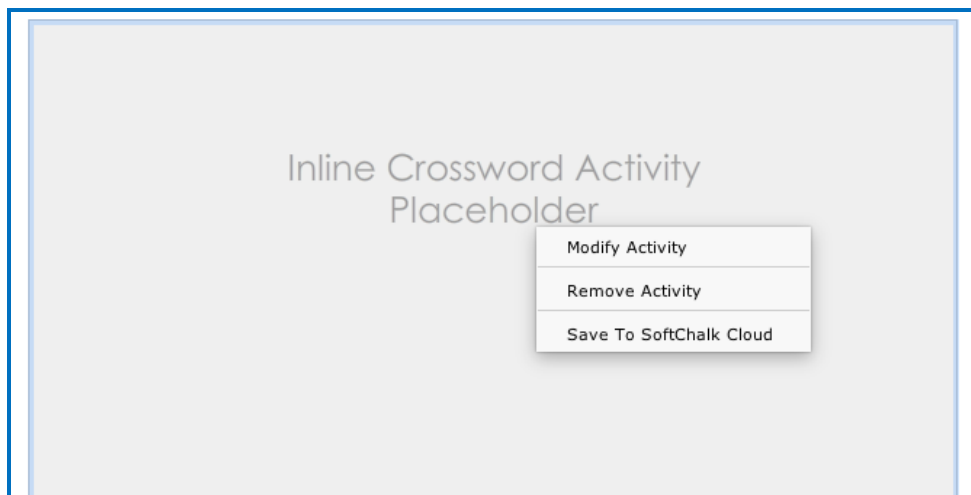 Inline Crossword Activity
Placeholder
Modify Activity
Remove Activity
Save To SoftChalk Cloud